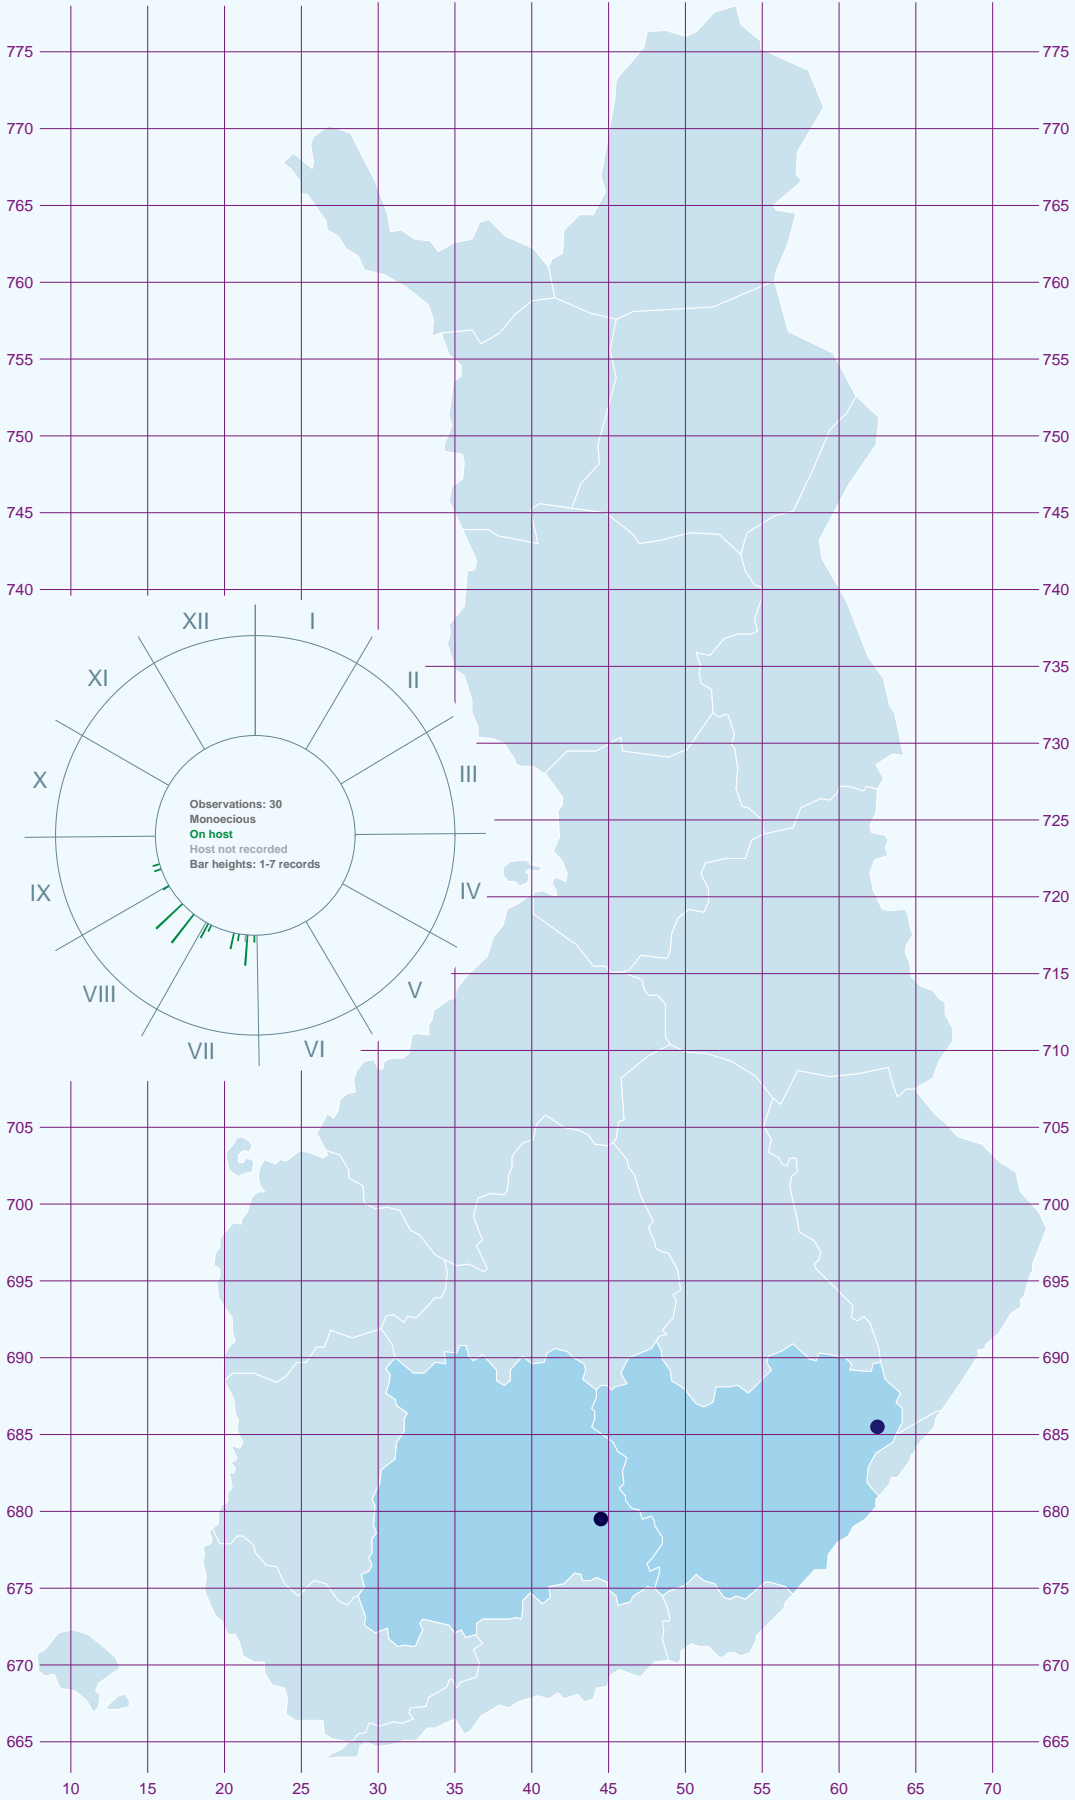 775 775
770 770
765 765
760 760
755 755
750 750
745 745
740 740
XII I
735
XI II
730
X III
Observations: 30
Monoecious
725
On host
Host not recorded
Bar heights: 1-7 records
IX IV
720
VIII V
715
VII VI
710
705 705
700 700
695 695
690 690
685 685
680 680
675 675
670 670
665 665
10 15 20 25 30 35 40 45 50 55 60 65 70